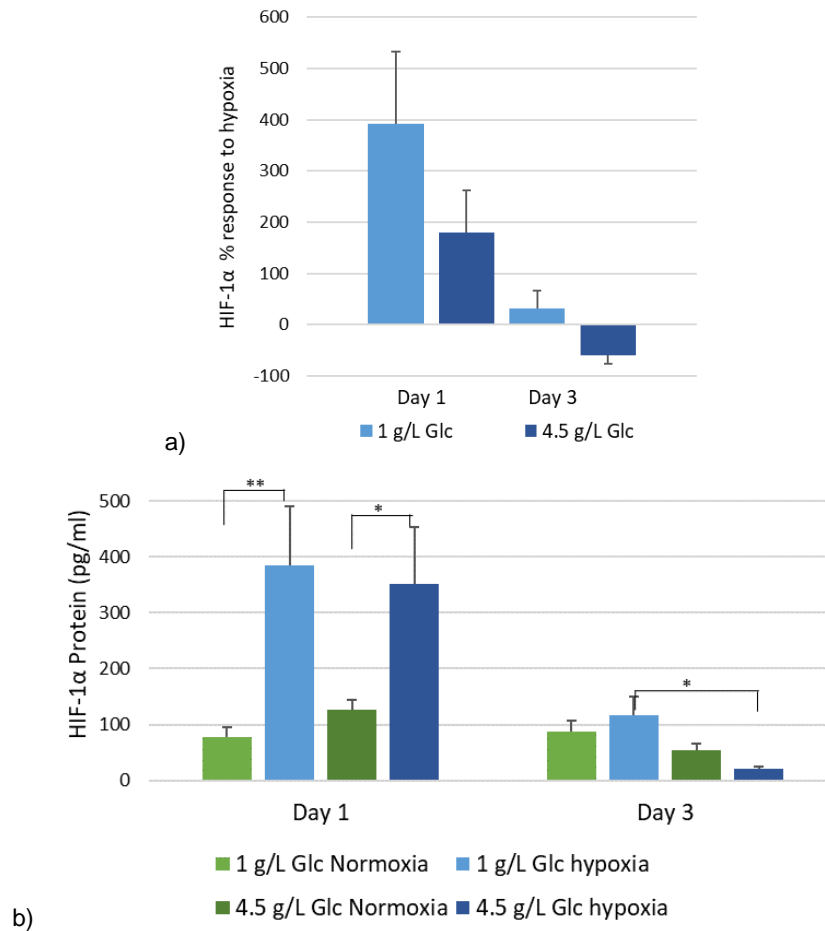 600
500
400
300
200
100
0
-100
HIF-1α % response to hypoxia
Day 1 Day 3
1 g/L Glc 4.5 g/L Glc
a)
500
400
300
200
100
0
HIF-1α Protein (pg/ml)
**
*
*
Day 1 Day 3
1 g/L Glc Normoxia 1 g/L Glc hypoxia
4.5 g/L Glc Normoxia 4.5 g/L Glc hypoxia
b)